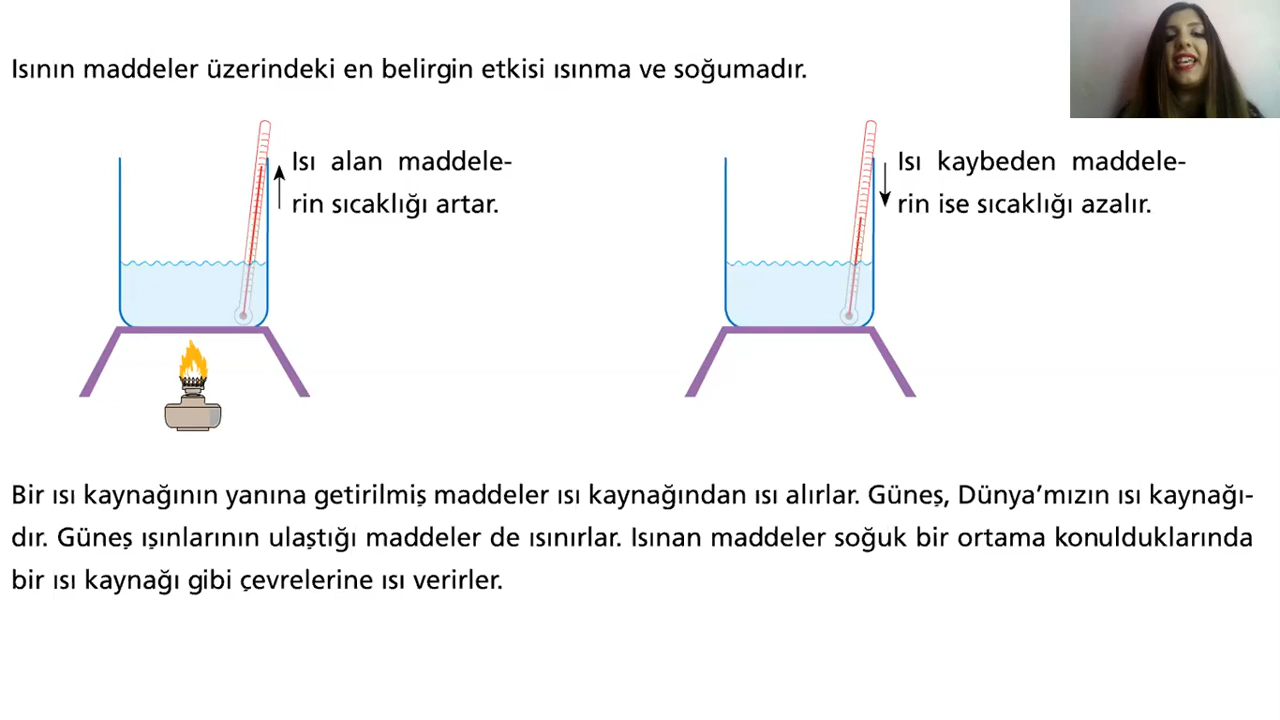 Isının maddeler üzerindeki en belirgin etkisi ısınma ve soğumadır.
Isı alan maddele-
rin sıcaklığı artar.
Isı kaybeden maddele-
rin ise sıcaklığı azalır.
Bir ısı kaynağının yanına getirilmiş maddeler ısı kaynağından ısı alırlar. Güneş, Dünya’mızın ısı kaynağı-
dır. Güneş ışınlarının ulaştığı maddeler de ısınırlar. Isınan maddeler soğuk bir ortama konulduklarında
bir ısı kaynağı gibi çevrelerine ısı verirler.